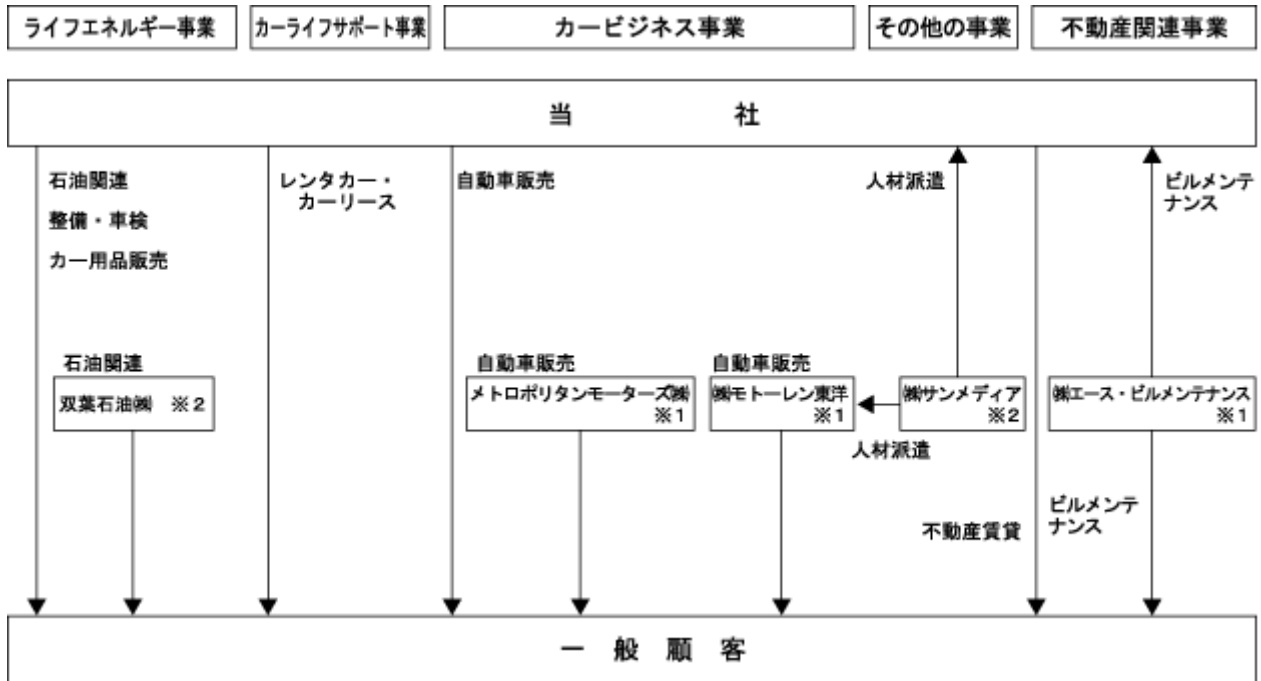 ライフエネルギー事業
カーライフサポート事業
カービジネス事業
その他の事業
不動産関連事業
当 社
石油関連
整備・車検
カー用品販売
レンタカー・
カーリース
自動車販売
人材派遣
ビルメンテ
ナンス
石油関連
双葉石油㈱ ※2
自動車販売
メトロポリタンモーターズ㈱
※1
自動車販売
㈱モトーレン東洋
※1
㈱サンメディア
※2
人材派遣
㈱エース・ビルメンテナンス
※1
不動産賃貸
ビルメンテ
ナンス
一 般 顧 客